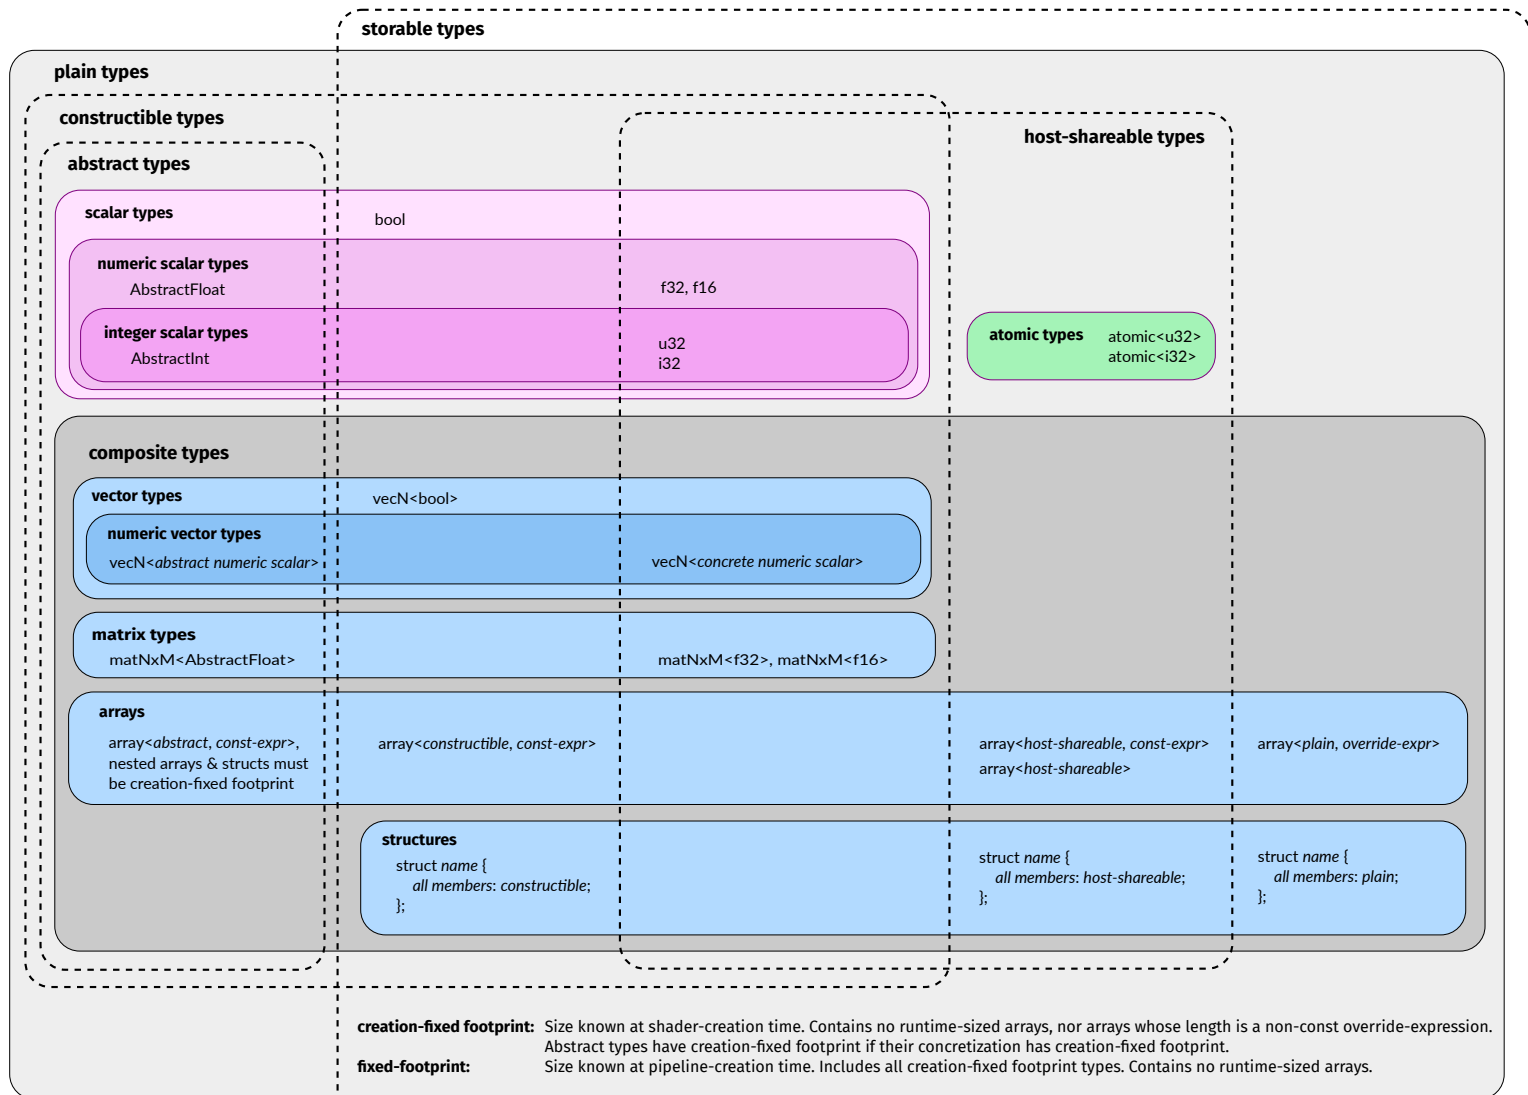 storable types
plain types
constructible types
host-shareable types
abstract types
scalar types
bool
numeric scalar types
AbstractFloat
f32, f16
integer scalar types
AbstractInt
u32
i32
atomic types
atomic<u32>
atomic<i32>
composite types
vector types
vecN<bool>
numeric vector types
vecN<abstract numeric scalar>
vecN<concrete numeric scalar>
matrix types
matNxM<AbstractFloat>
matNxM<f32>, matNxM<f16>
arrays
array<abstract, const-expr>,
nested arrays & structs must
be creation-fixed footprint
array<constructible, const-expr>
array<host-shareable, const-expr>
array<host-shareable>
array<plain, override-expr>
structures
struct name {
all members: constructible;
};
struct name {
all members: host-shareable;
};
struct name {
all members: plain;
};
creation-fixed footprint: Size known at shader-creation time. Contains no runtime-sized arrays, nor arrays whose length is a non-const override-expression.
Abstract types have creation-fixed footprint if their concretization has creation-fixed footprint.
fixed-footprint: Size known at pipeline-creation time. Includes all creation-fixed footprint types. Contains no runtime-sized arrays.